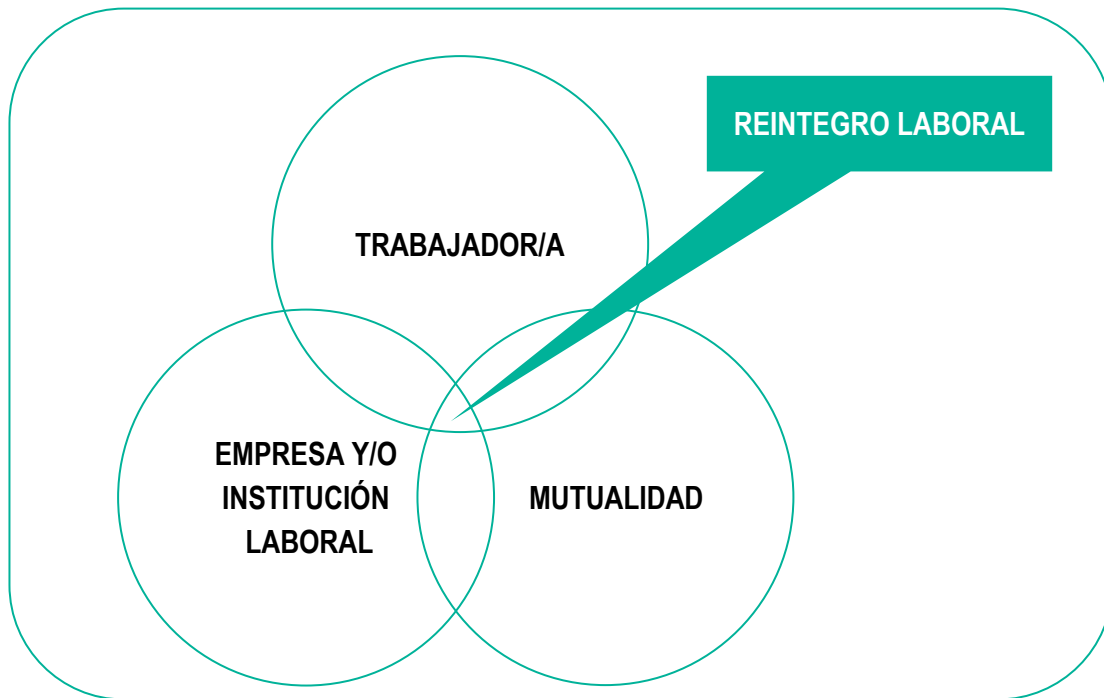 REINTEGRO LABORAL
TRABAJADOR/A
EMPRESA Y/O
INSTITUCIÓN
LABORAL
MUTUALIDAD